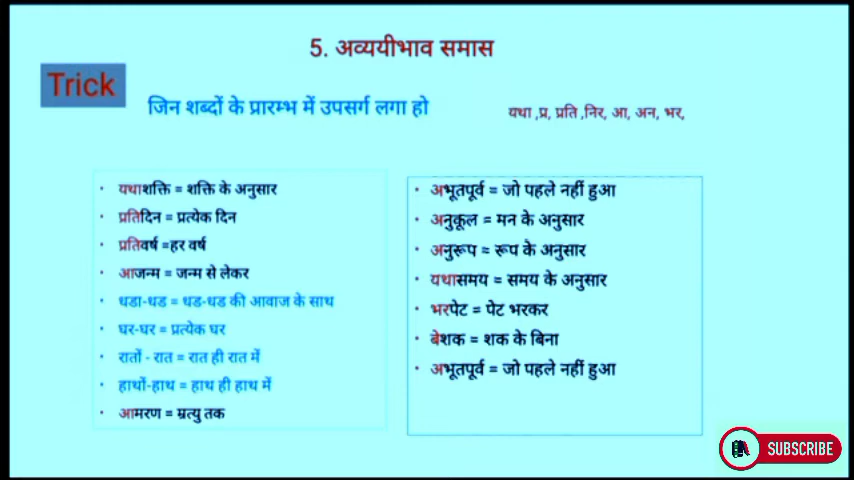 5. अव्ययीभाव समास
Trick
जिन शब्दों के प्रारम्भ में उपसर्ग लगा हो
यथा ,प्र, प्रति ,निर, आ, अन, भर,
• यथाशक्ति = शक्ति के अनुसार
• प्रतिदिन = प्रत्येक दिन
• प्रतिवर्ष =हर वर्ष
• आजन्म = जन्म से लेकर
• धडा-धड = धड-धड की आवाज के साथ
• घर-घर = प्रत्येक घर
• रातों - रात = रात ही रात में
• हाथों-हाथ = हाथ ही हाथ में
• आमरण = म्रत्यु तक
• अभूतपूर्व = जो पहले नहीं हुआ
• अनुकूल = मन के अनुसार
• अनुरूप = रूप के अनुसार
• यथासमय = समय के अनुसार
• भरपेट = पेट भरकर
• बेशक = शक के बिना
• अभूतपूर्व = जो पहले नहीं हुआ
SUBSCRIBE